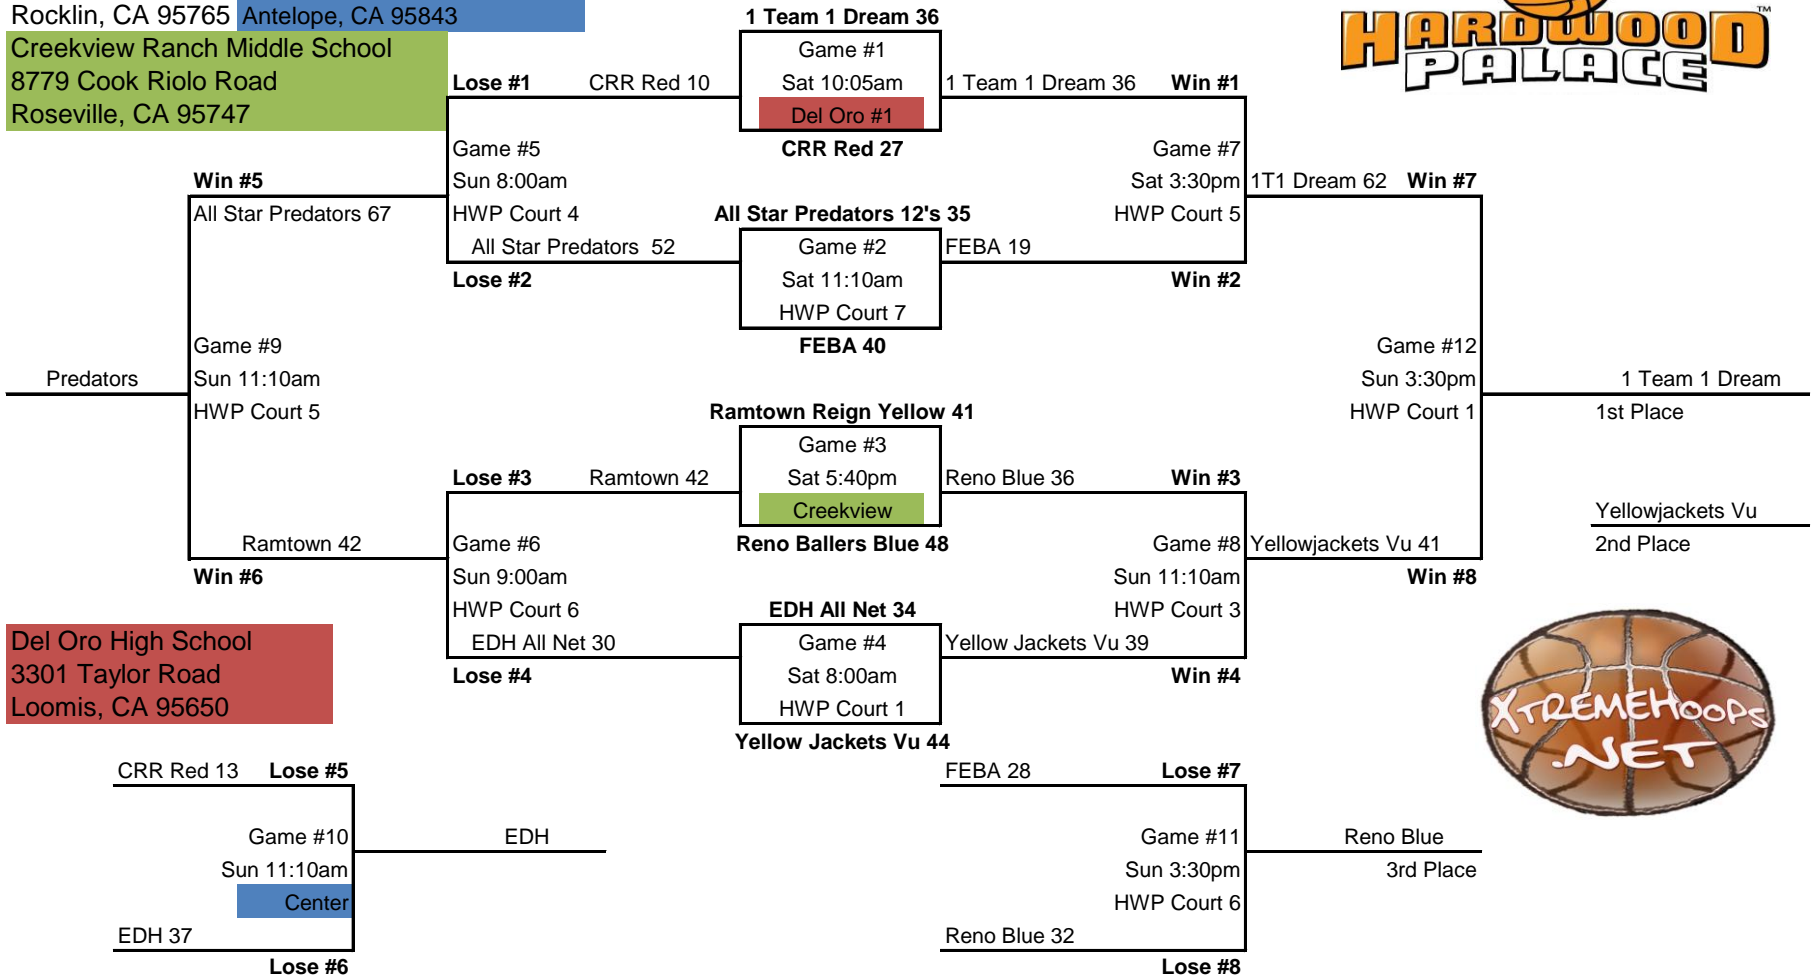 Rocklin, CA 95765 Antelope, CA 95843
Creekview Ranch Middle School
8779 Cook Riolo Road
Roseville, CA 95747
HARDWOOD
PALACE
TM
1 Team 1 Dream 36
Game #1
Sat 10:05am
Del Oro #1
CRR Red 27
Lose #1 CRR Red 10
1 Team 1 Dream 36 Win #1
Game #5
Sun 8:00am
HWP Court 4
Game #7
Sat 3:30pm
HWP Court 5
Win #5
All Star Predators 67
1T1 Dream 62 Win #7
All Star Predators 12's 35
Game #2
Sat 11:10am
HWP Court 7
FEBA 40
All Star Predators 52
Lose #2
FEBA 19
Win #2
Game #9
Sun 11:10am
HWP Court 5
Predators
Game #12
Sun 3:30pm
HWP Court 1
1 Team 1 Dream
1st Place
Ramtown Reign Yellow 41
Game #3
Sat 5:40pm
Creekview
Reno Ballers Blue 48
Lose #3 Ramtown 42
Reno Blue 36 Win #3
Yellowjackets Vu
2nd Place
Ramtown 42
Win #6
Game #6
Sun 9:00am
HWP Court 6
Game #8
Sun 11:10am
HWP Court 3
Yellowjackets Vu 41
Win #8
EDH All Net 34
Game #4
Sat 8:00am
HWP Court 1
Yellow Jackets Vu 44
EDH All Net 30
Lose #4
Yellow Jackets Vu 39
Win #4
Del Oro High School
3301 Taylor Road
Loomis, CA 95650
XTREMEHOOPS
.NET
CRR Red 13 Lose #5
Game #10
Sun 11:10am
Center
EDH
EDH 37
Lose #6
FEBA 28 Lose #7
Game #11
Sun 3:30pm
HWP Court 6
Reno Blue
3rd Place
Reno Blue 32
Lose #8